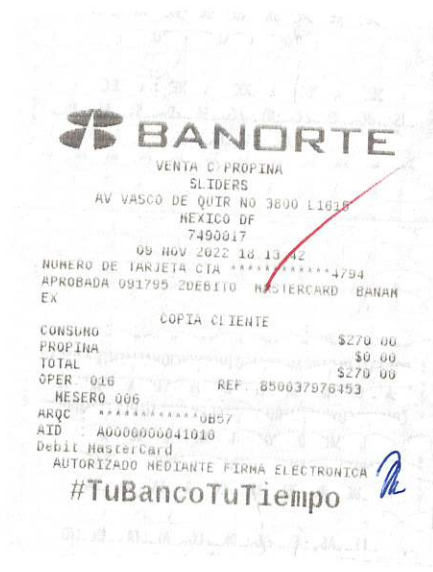 BANORTE
VENTA C PROPINA
SLIDERS
AV VASCO DE QUIR NO 3800 L1616
MEXICO DF
7490017
09 NOV 2022 18 13 42
NUMERO DE TARJETA CTA ************4794
APROBADA 091795 2DEBITO MASTERCARD BANAM
EX
COPIA CLIENTE
CONSUMO $270 00
PROPINA $0 00
TOTAL $270 00
OPER 016 REF 850037976453
MESERO 006
ARQC ************0B57
AID A0000000041010
Debit MasterCard
AUTORIZADO MEDIANTE FIRMA ELECTRONICA
#TuBancoTuTiempo